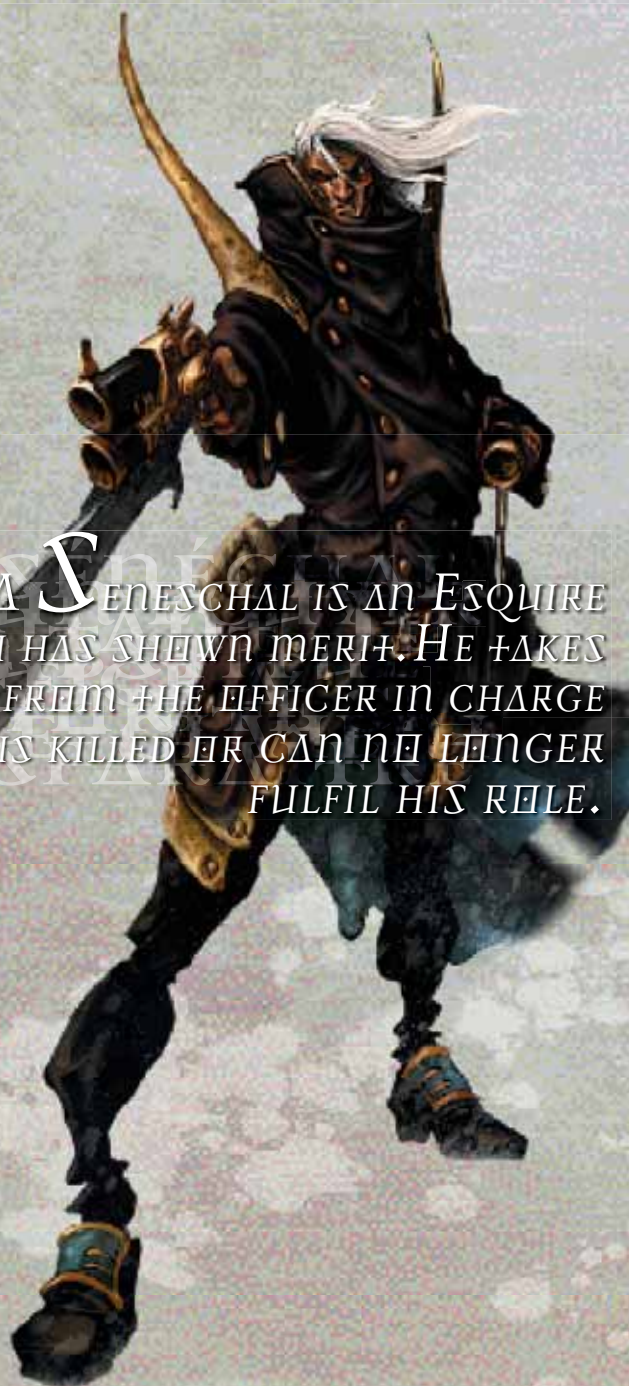 A Seneschal is an Esquire
has shown merit. He takes
from the officer in charge
is killed or can no longer
fulfil his role.